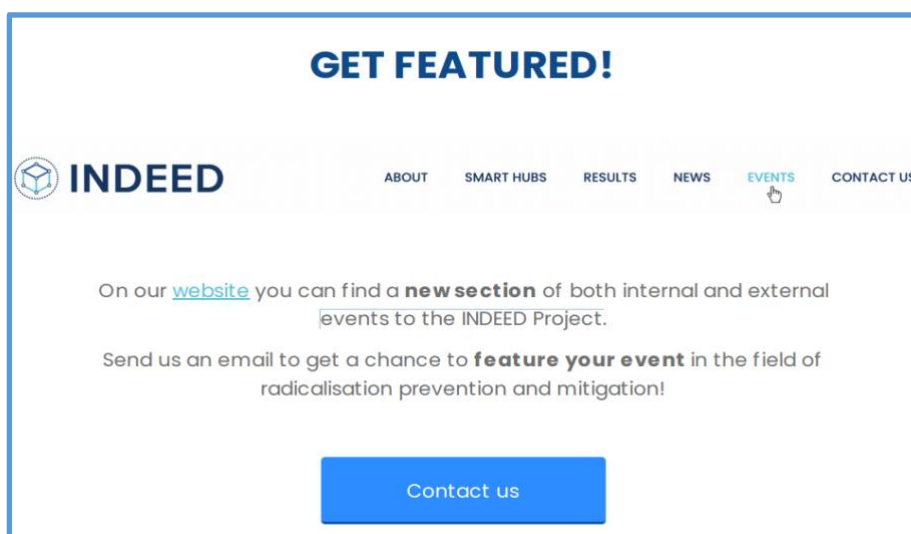 GET FEATURED!
INDEED ABOUT SMART HUBS RESULTS NEWS EVENTS CONTACT US
On our website you can find a new section of both internal and external
events to the INDEED Project.
Send us an email to get a chance to feature your event in the field of
radicalisation prevention and mitigation!
Contact us